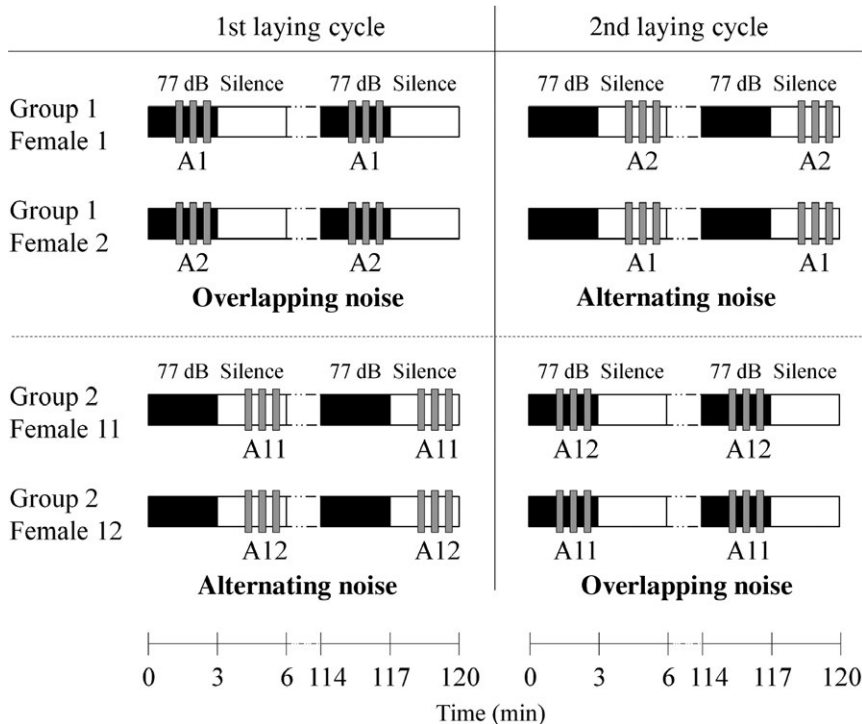 1st laying cycle 2nd laying cycle
77 dB Silence 77 dB Silence 77 dB Silence 77 dB Silence
Group 1
Female 1
A1 A1 A2 A2
Group 1
Female 2
A2 A2 A1 A1
Overlapping noise Alternating noise
77 dB Silence 77 dB Silence 77 dB Silence 77 dB Silence
Group 2
Female 11
A11 A11 A12 A12
Group 2
Female 12
A12 A12 A11 A11
Alternating noise Overlapping noise
0 3 6 114 117 120 0 3 6 114 117 120
Time (min)